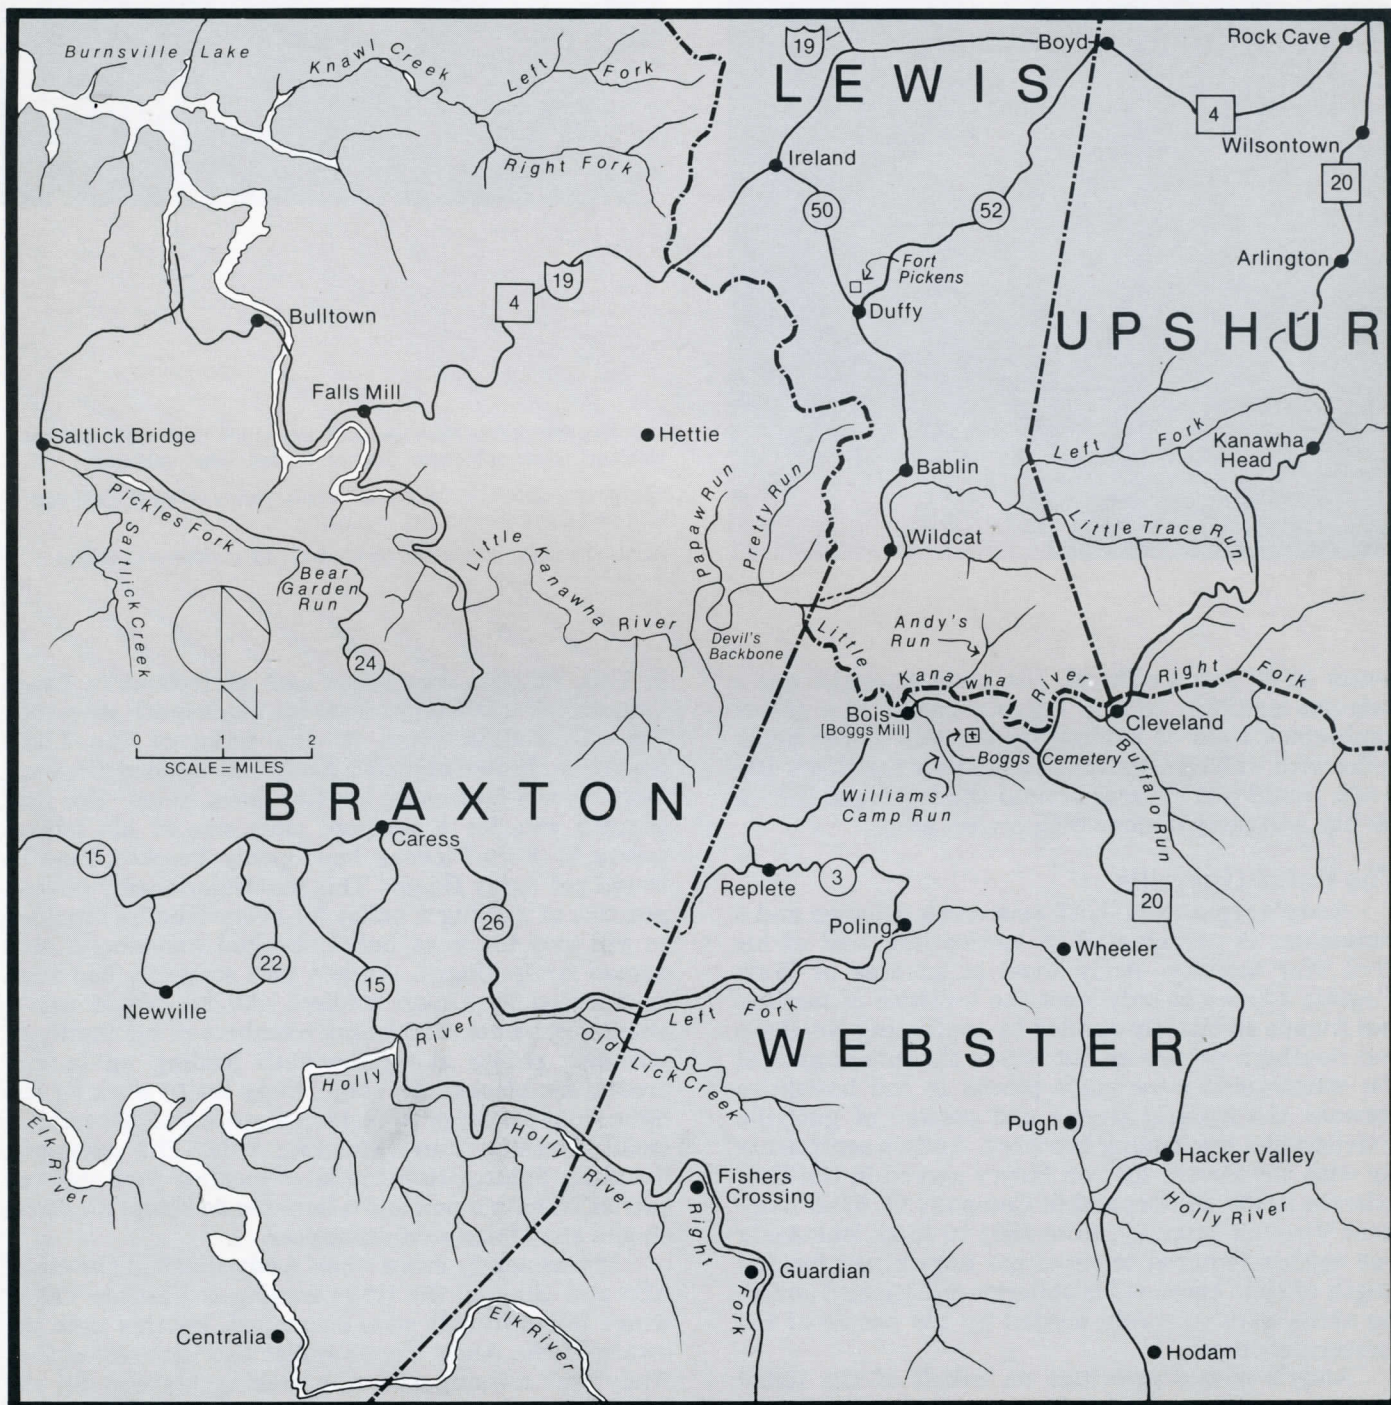 Burnsville Lake
Knawl Creek
Left Fork
Right Fork
19
LEWIS
Boyd
Rock Cave
4
Wilsontown
20
Ireland
50
52
Arlington
Fort
Pickens
Duffy
UPSHUR
19
4
Bulltown
Falls Mill
Saltlick Bridge
Hettie
Bablin
Left Fork
Kanawha
Head
Pickles Fork
Saltlick Creek
Bear
Garden
Run
Little Kanawha River
Papaw Run
Pretty Run
Wildcat
Little Trace Run
Devil's
Backbone
Andy's
Run
Little Kanawha River
Right Fork
24
N
0 1 2
SCALE = MILES
Bois
[Boggs Mill]
Cleveland
Boggs Cemetery
Buffalo Run
Williams
Camp Run
BRAXTON
15
Caress
Replete
3
26
Poling
20
Wheeler
22
Newville
15
River
Left Fork
Old Lick Creek
WEBSTER
Holly
Elk River
Holly River
Pugh
Hacker Valley
Fishers
Crossing
Right Fork
Holly River
Guardian
Centralia
Elk River
Hodam